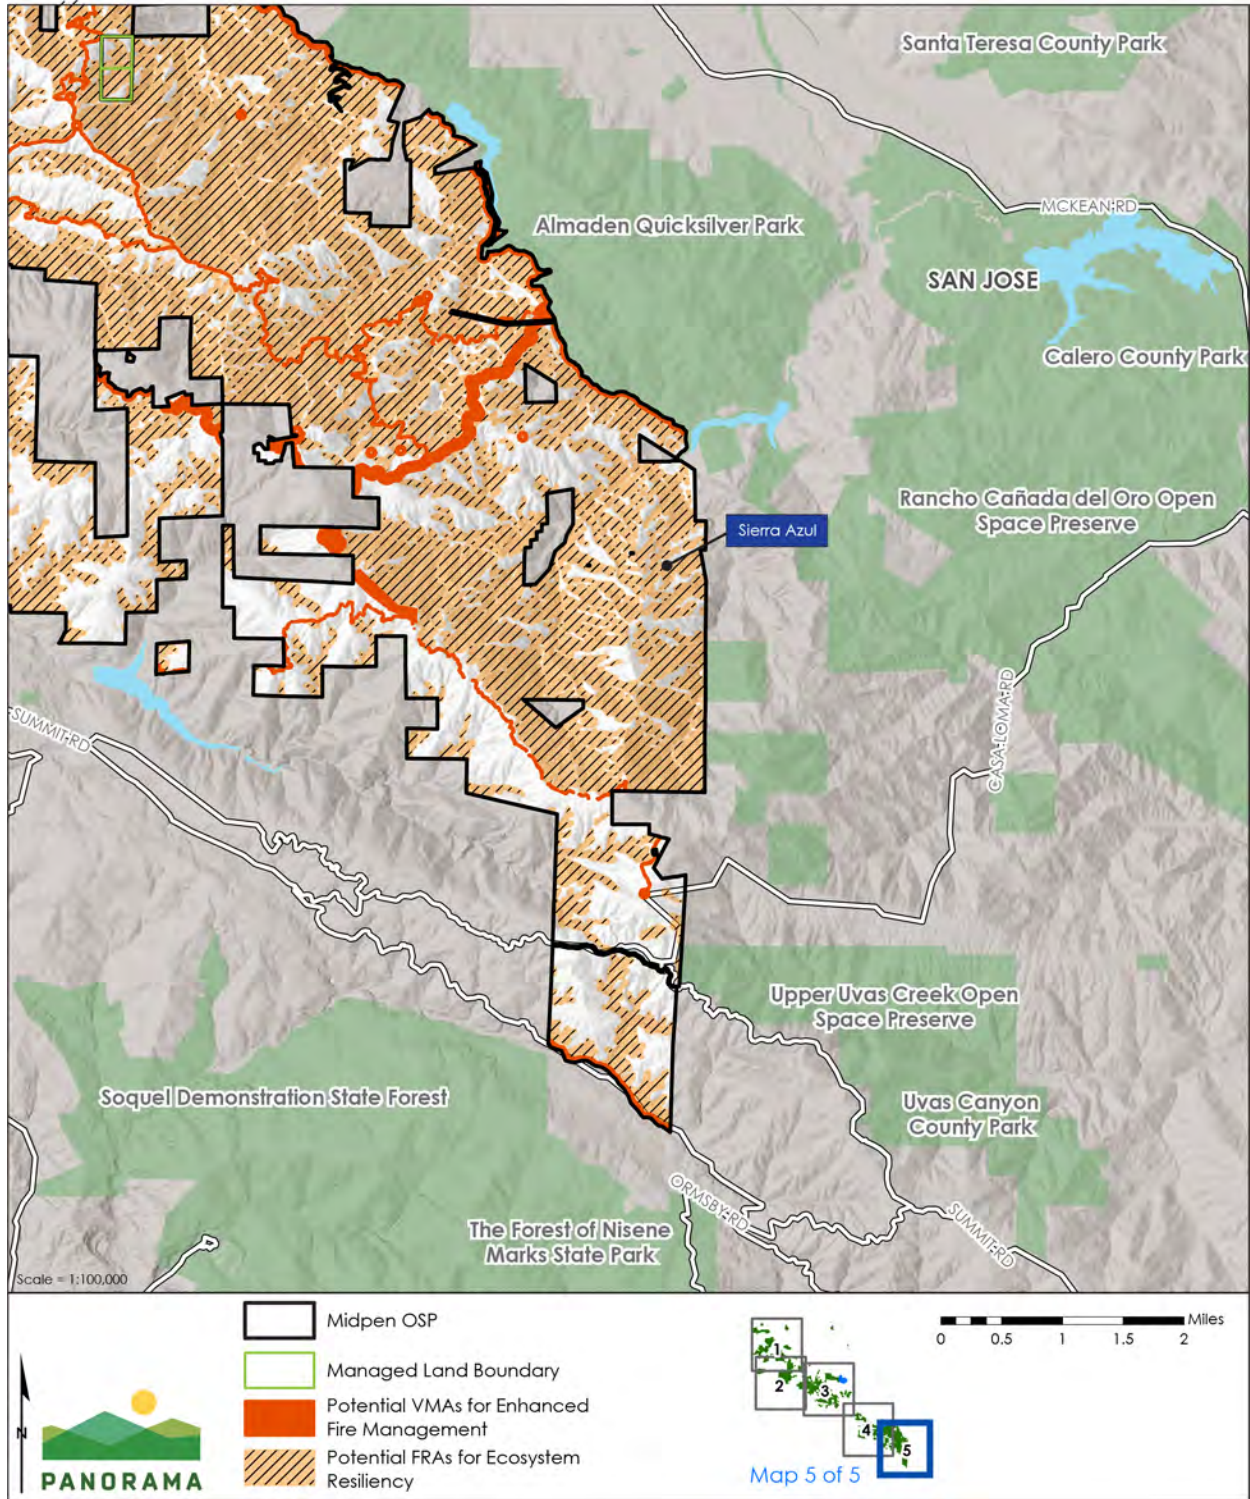 Santa Teresa County Park
MCKEAN RD
Almaden Quicksilver Park
SAN JOSE
Calero County Park
Rancho Cañada del Oro Open
Space Preserve
Sierra Azul
SUMMIT RD
CASA LOMA RD
Upper Uvas Creek Open
Space Preserve
Soquel Demonstration State Forest
Uvas Canyon
County Park
ORMSBY RD
SUMMIT RD
The Forest of Nisene
Marks State Park
Scale = 1:100,000
N
PANORAMA
Midpen OSP
Managed Land Boundary
Potential VMAs for Enhanced
Fire Management
Potential FRAs for Ecosystem
Resiliency
1
2
3
4
5
Map 5 of 5
Miles
0 0.5 1 1.5 2